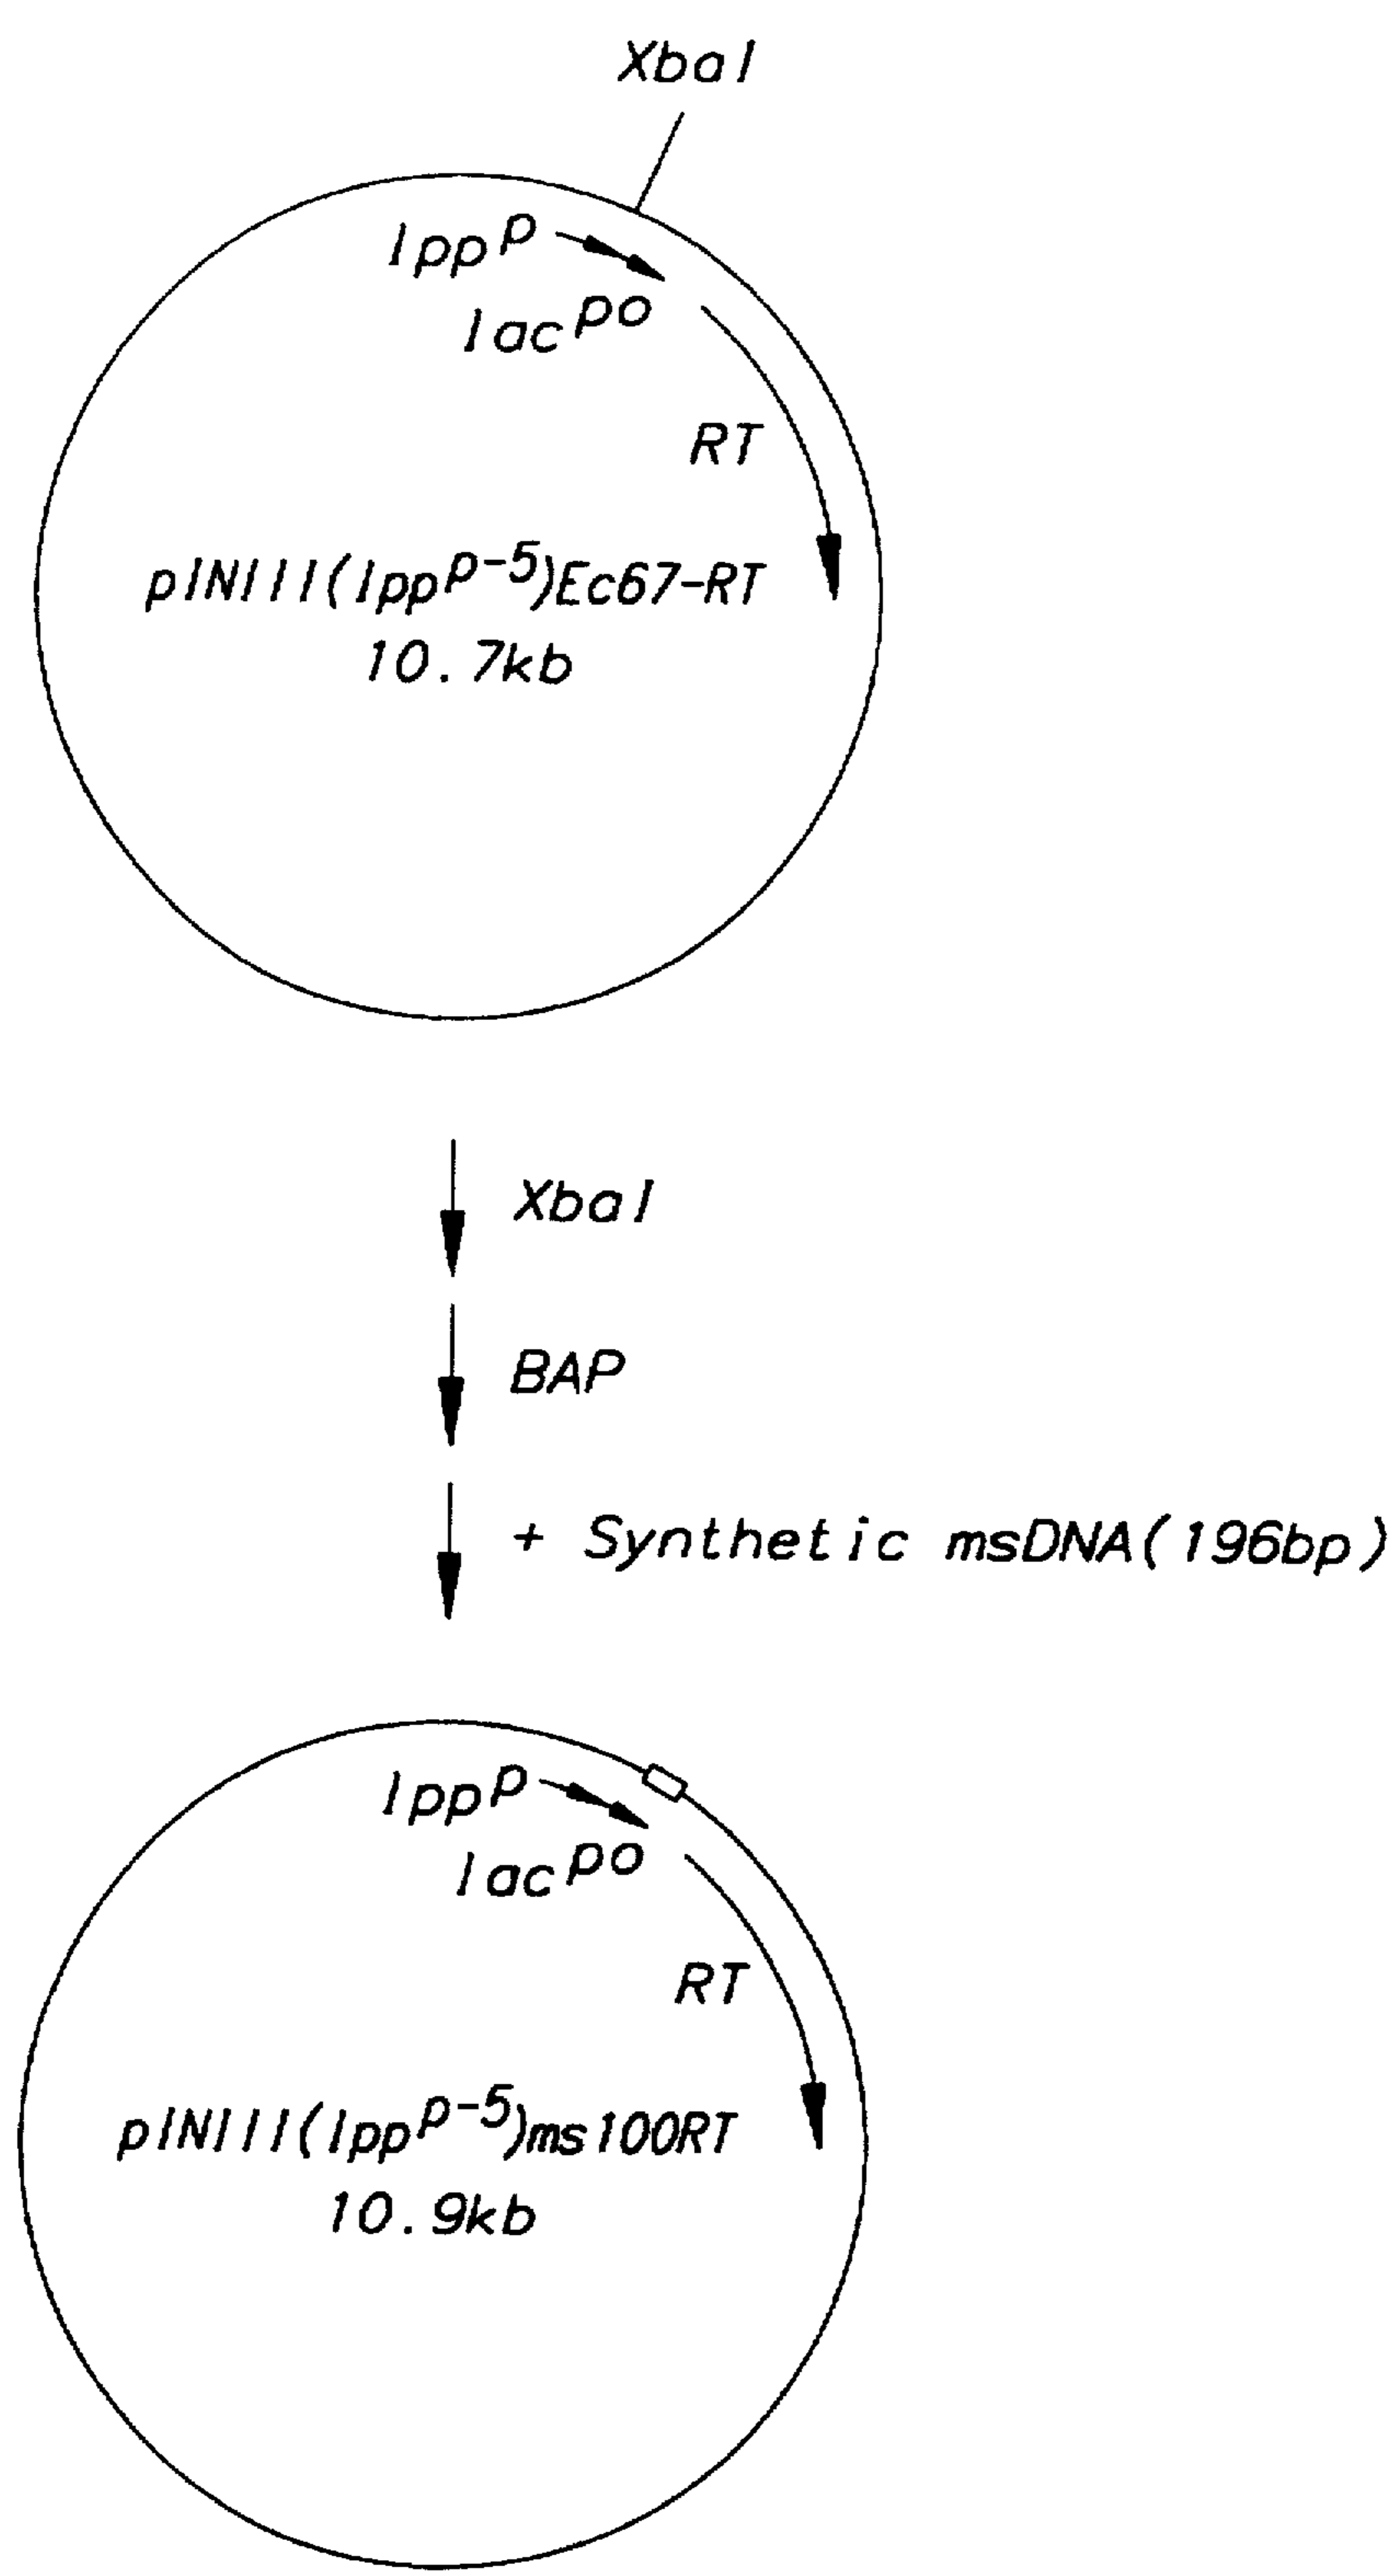 XbaI
lpp^p
lac^po
RT
pINIII(lpp^p-5)Ec67-RT
10.7kb
XbaI
BAP
+ Synthetic msDNA(196bp)
lpp^p
lac^po
RT
pINIII(lpp^p-5)ms100RT
10.9kb